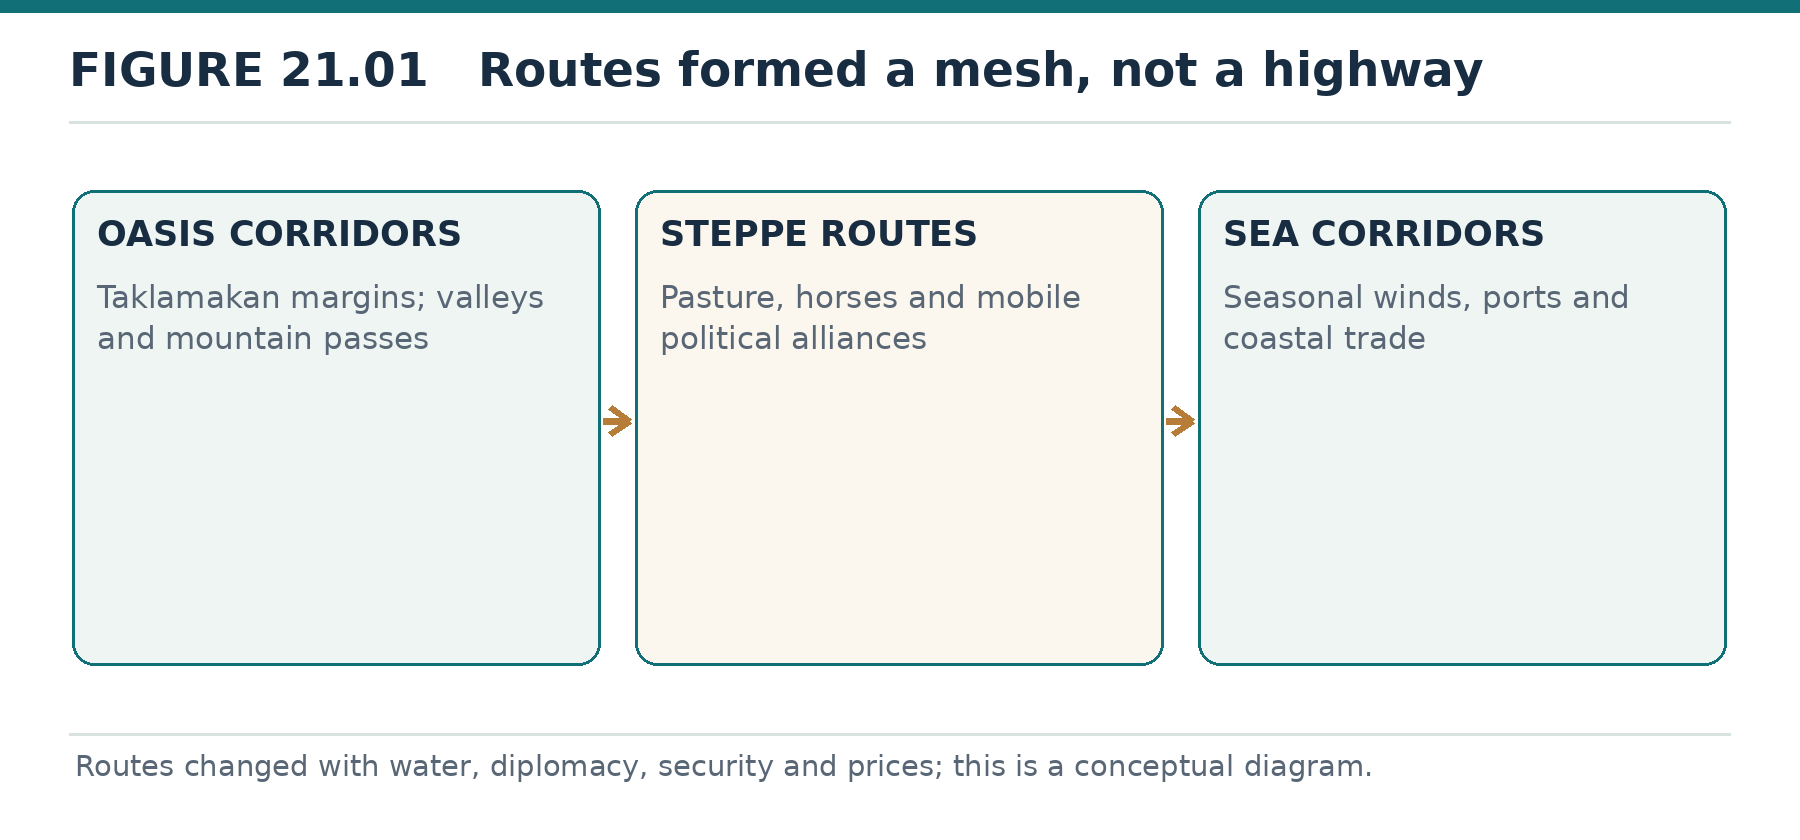 FIGURE 21.01 Routes formed a mesh, not a highway
OASIS CORRIDORS
Taklamakan margins; valleys
and mountain passes
STEPPE ROUTES
Pasture, horses and mobile
political alliances
SEA CORRIDORS
Seasonal winds, ports and
coastal trade
Routes changed with water, diplomacy, security and prices; this is a conceptual diagram.